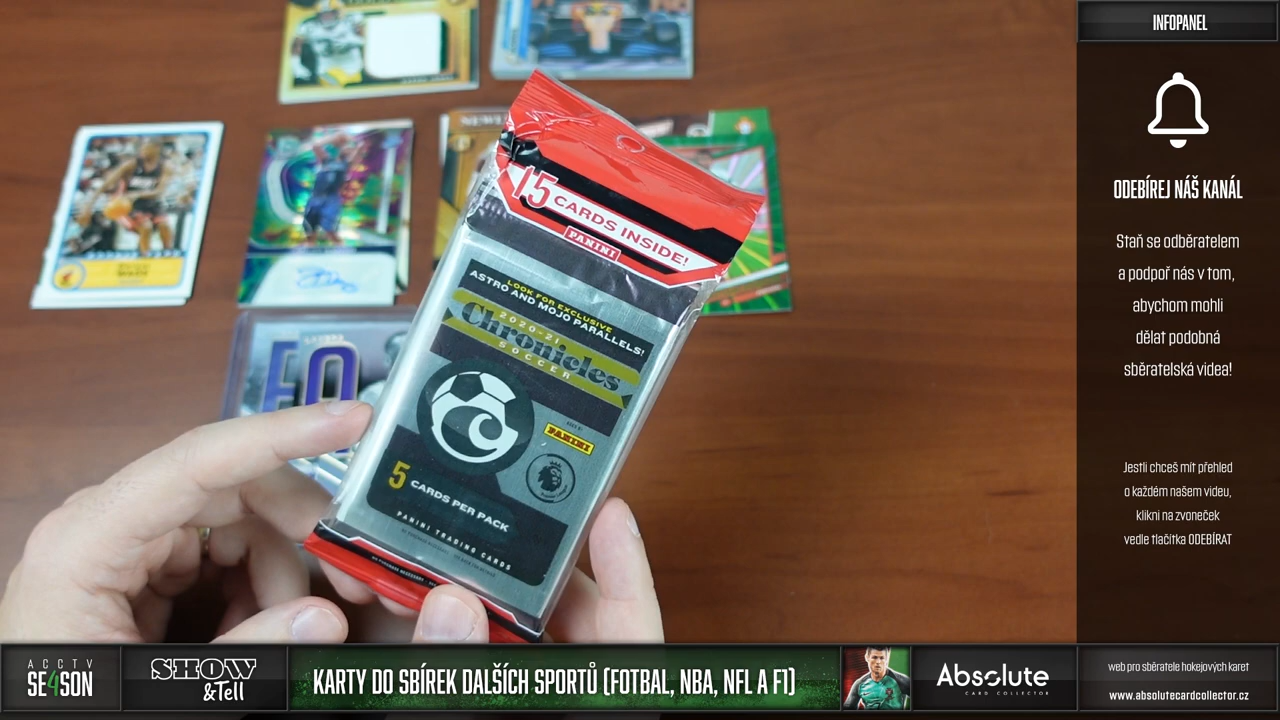 INFOPANEL
ODEBÍREJ NÁŠ KANÁL
Staň se odběratelem
a podpoř nás v tom,
abychom mohli
dělat podobná
sběratelská videa!
Jestli chceš mít přehled
o každém našem videu,
klikni na zvoneček
vedle tlačítka ODEBÍRAT
15 CARDS INSIDE!
PANINI
LOOK FOR EXCLUSIVE
ASTRO AND MOJO PARALLELS!
2020-21
Chronicles
SOCCER
PANINI
5 CARDS PER PACK
PANINI TRADING CARDS
ACCTV
SE4SON
SHOW
&Tell
KARTY DO SBÍREK DALŠÍCH SPORTŮ (FOTBAL, NBA, NFL A F1)
Absolute
CARD COLLECTOR
web pro sběratele hokejových karet
www.absolutecardcollector.cz